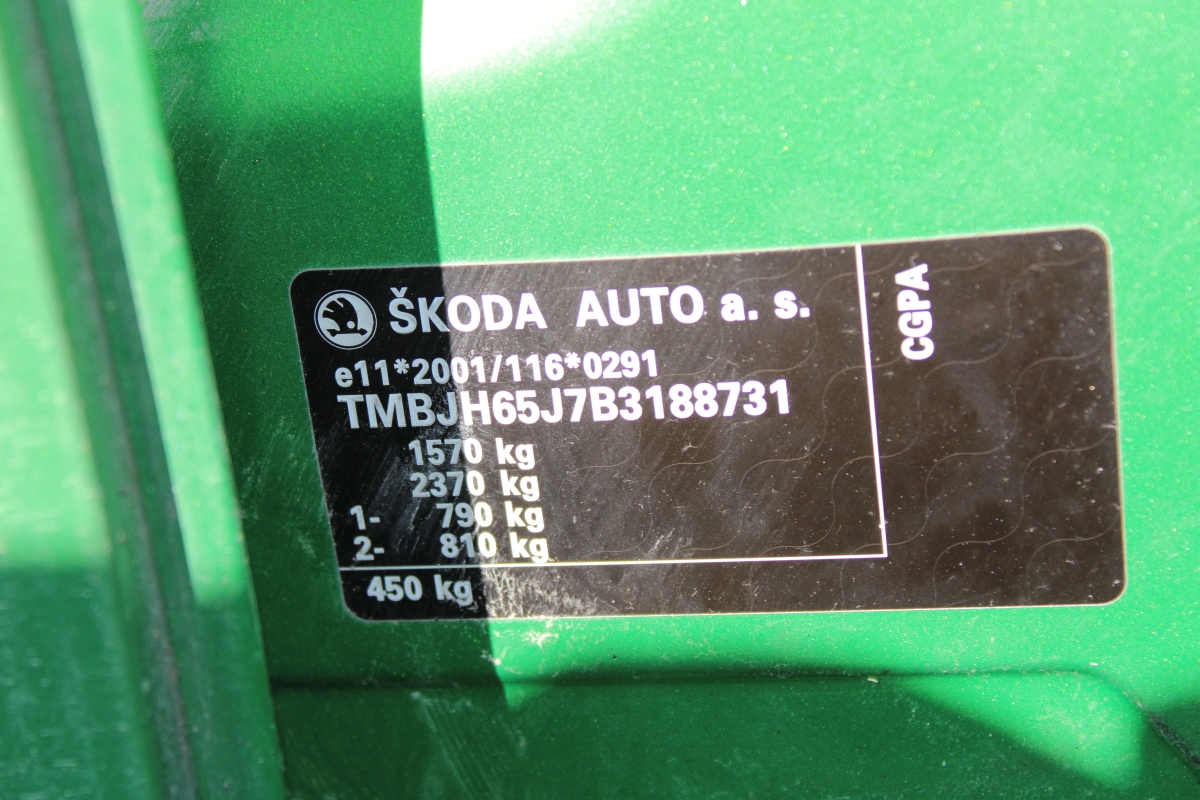 ŠKODA AUTO a. s.
e11*2001/116*0291
TMBJH65J7B3188731
1570 kg
2370 kg
1- 790 kg
2- 810 kg
450 kg
CGPA